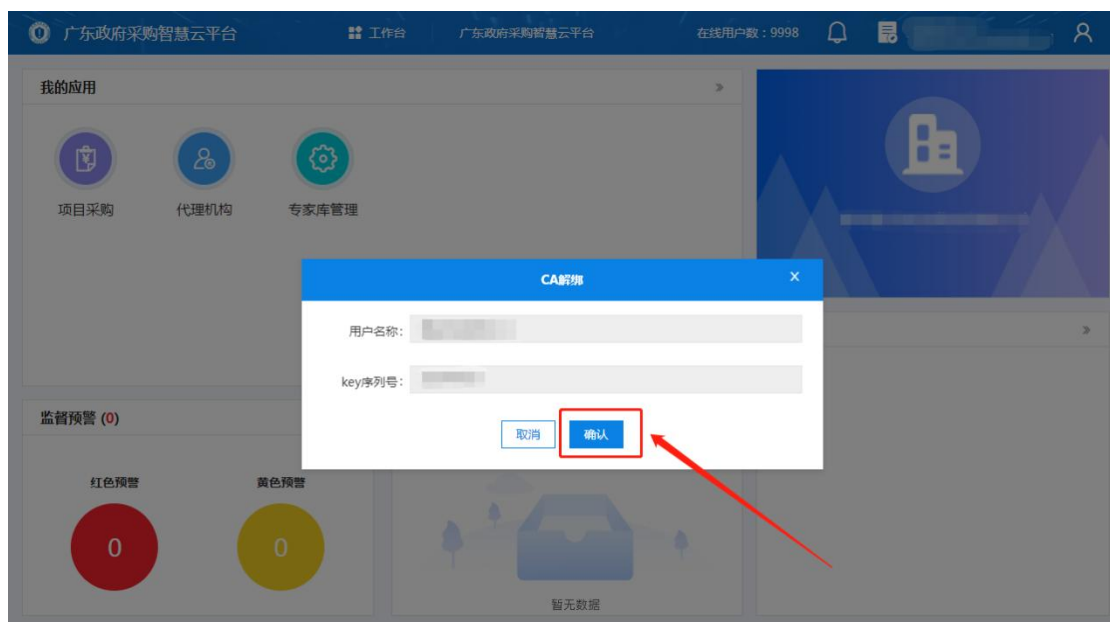 广东政府采购智慧云平台 工作台 广东政府采购智慧云平台 在线用户数：9998
我的应用
项目采购 代理机构 专家库管理
CA解绑 X
用户名称：
key序列号：
取消 确认
监督预警 (0)
红色预警 黄色预警
0 0
暂无数据